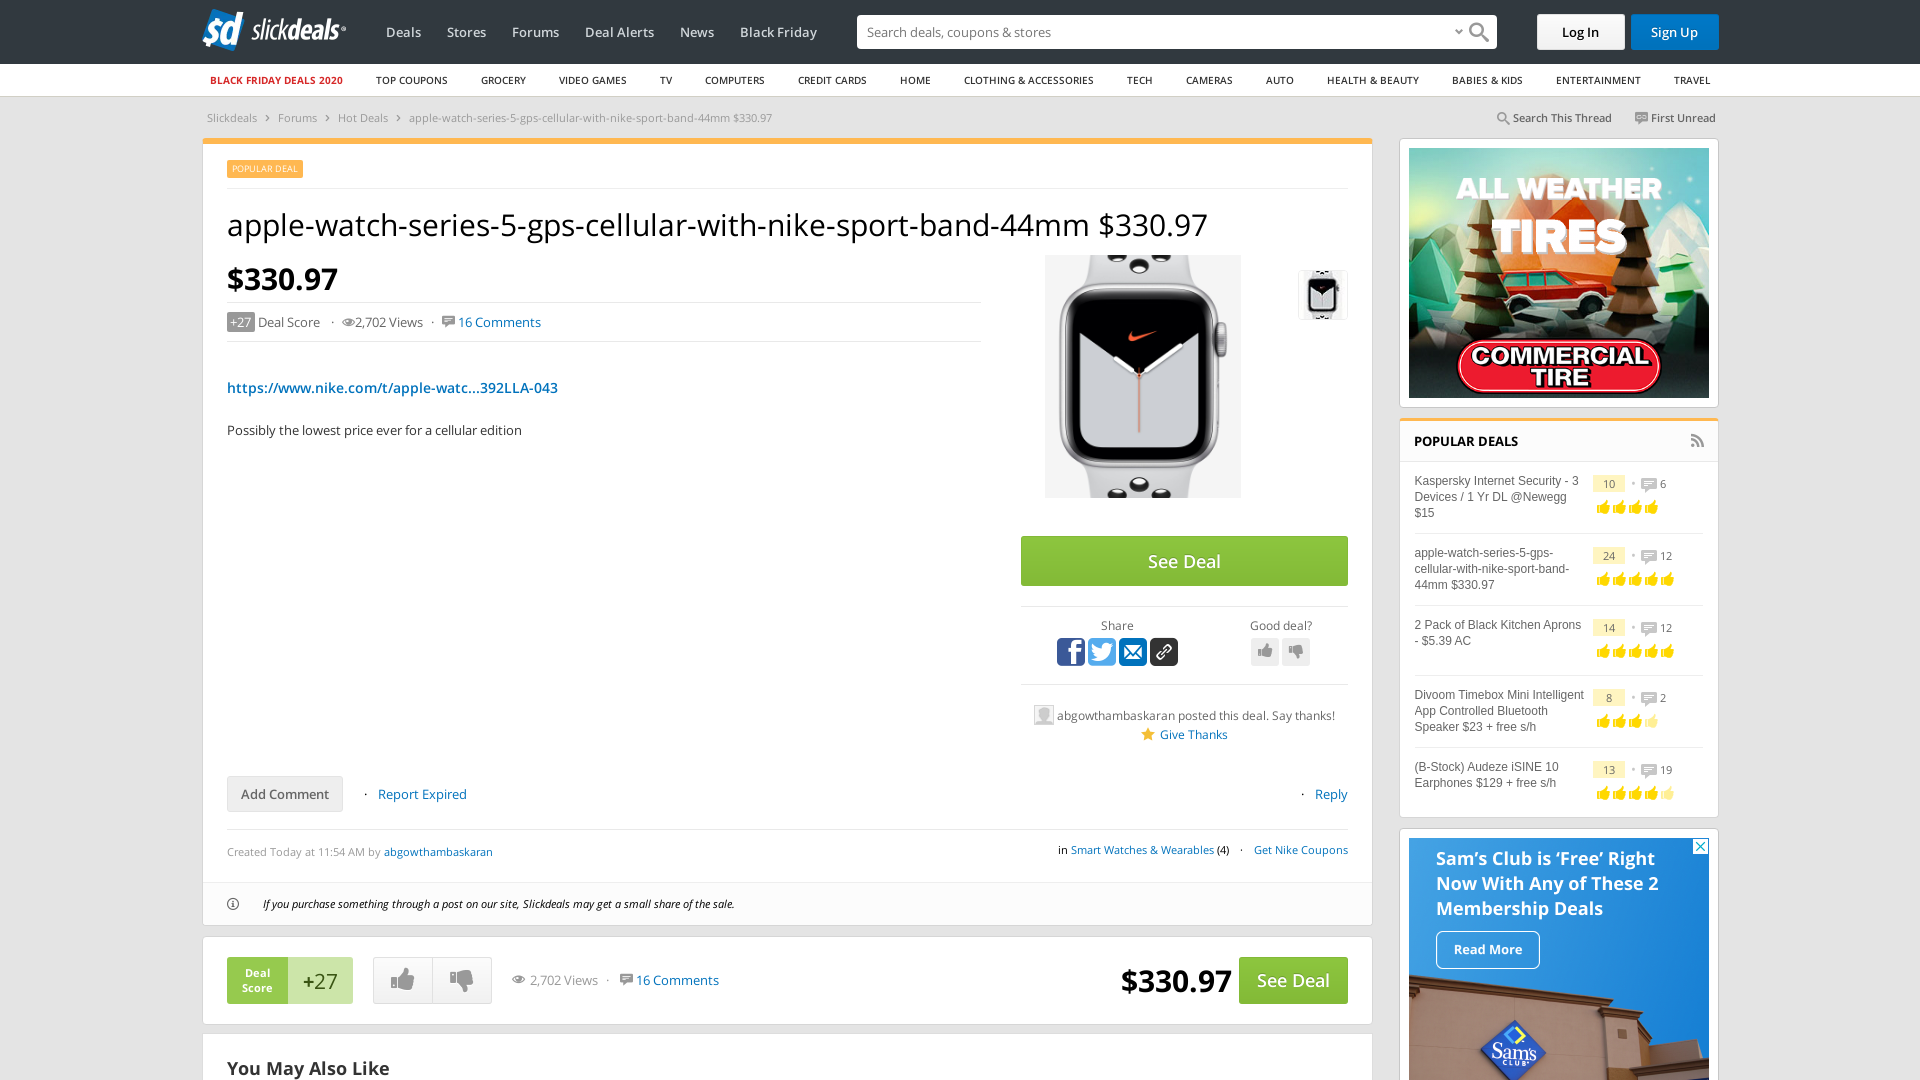 slickdeals
Deals
Stores
Forums
Deal Alerts
News
Black Friday
Search deals, coupons & stores
Log In
Sign Up
BLACK FRIDAY DEALS 2020
TOP COUPONS
GROCERY
VIDEO GAMES
TV
COMPUTERS
CREDIT CARDS
HOME
CLOTHING & ACCESSORIES
TECH
CAMERAS
AUTO
HEALTH & BEAUTY
BABIES & KIDS
ENTERTAINMENT
TRAVEL
Slickdeals > Forums > Hot Deals > apple-watch-series-5-gps-cellular-with-nike-sport-band-44mm $330.97
Search This Thread
First Unread
POPULAR DEAL
apple-watch-series-5-gps-cellular-with-nike-sport-band-44mm $330.97
$330.97
+27 Deal Score · 2,702 Views · 16 Comments
https://www.nike.com/t/apple-watc...392LLA-043
Possibly the lowest price ever for a cellular edition
See Deal
Share
Good deal?
abgowthambaskaran posted this deal. Say thanks!
Give Thanks
Add Comment · Report Expired
· Reply
Created Today at 11:54 AM by abgowthambaskaran
in Smart Watches & Wearables (4) · Get Nike Coupons
If you purchase something through a post on our site, Slickdeals may get a small share of the sale.
Deal
Score
+27
2,702 Views · 16 Comments
$330.97
See Deal
You May Also Like
ALL WEATHER
TIRES
COMMERCIAL
TIRE
POPULAR DEALS
Kaspersky Internet Security - 3
Devices / 1 Yr DL @Newegg
$15
10 · 6
apple-watch-series-5-gps-
cellular-with-nike-sport-band-
44mm $330.97
24 · 12
2 Pack of Black Kitchen Aprons
- $5.39 AC
14 · 12
Divoom Timebox Mini Intelligent
App Controlled Bluetooth
Speaker $23 + free s/h
8 · 2
(B-Stock) Audeze iSINE 10
Earphones $129 + free s/h
13 · 19
Sam's Club is ‘Free’ Right
Now With Any of These 2
Membership Deals
Read More
Sam's
CLUB